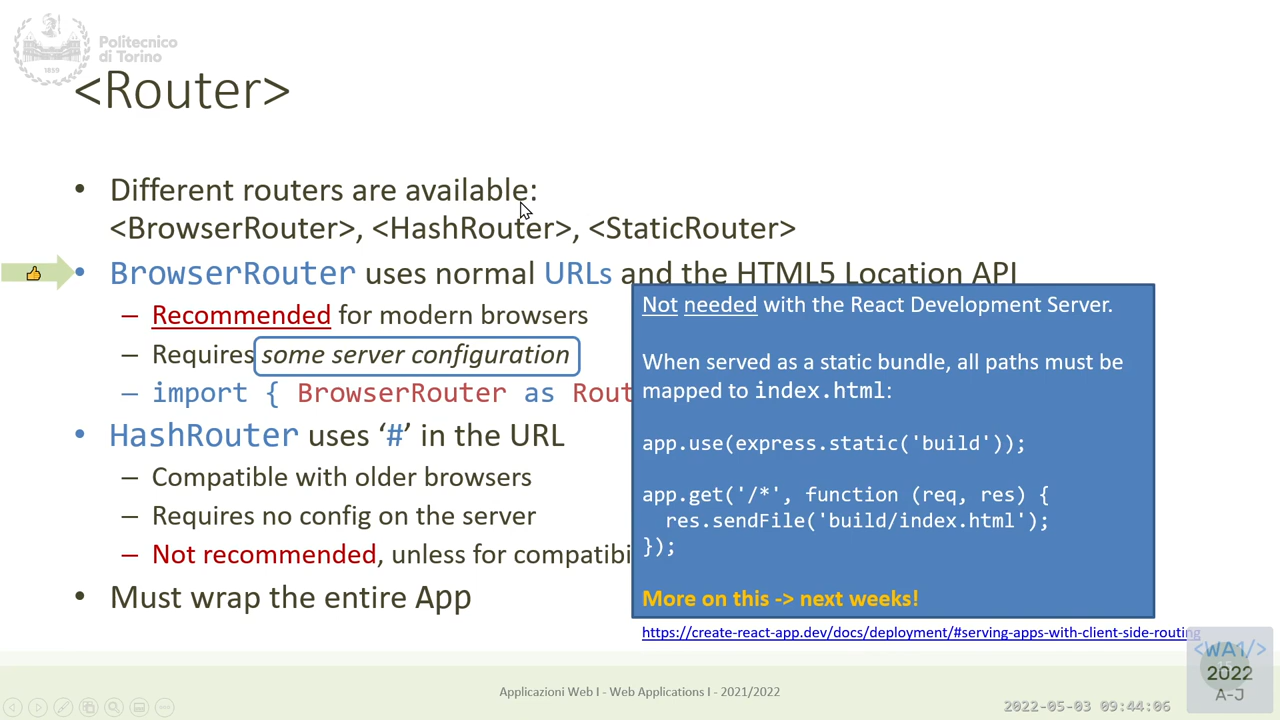 Politecnico
di Torino
1859
<Router>
• Different routers are available:
<BrowserRouter>, <HashRouter>, <StaticRouter>
• BrowserRouter uses normal URLs and the HTML5 Location API
– Recommended for modern browsers
– Requires some server configuration
– import { BrowserRouter as Rout
• HashRouter uses ‘#’ in the URL
– Compatible with older browsers
– Requires no config on the server
– Not recommended, unless for compatibi
• Must wrap the entire App
Not needed with the React Development Server.
When served as a static bundle, all paths must be
mapped to index.html:
app.use(express.static('build'));
app.get('/*', function (req, res) {
res.sendFile('build/index.html');
});
More on this -> next weeks!
https://create-react-app.dev/docs/deployment/#serving-apps-with-client-side-routing
Applicazioni Web I - Web Applications I - 2021/2022
2022-05-03 09:44:06
<WA1/>
2022
A-J